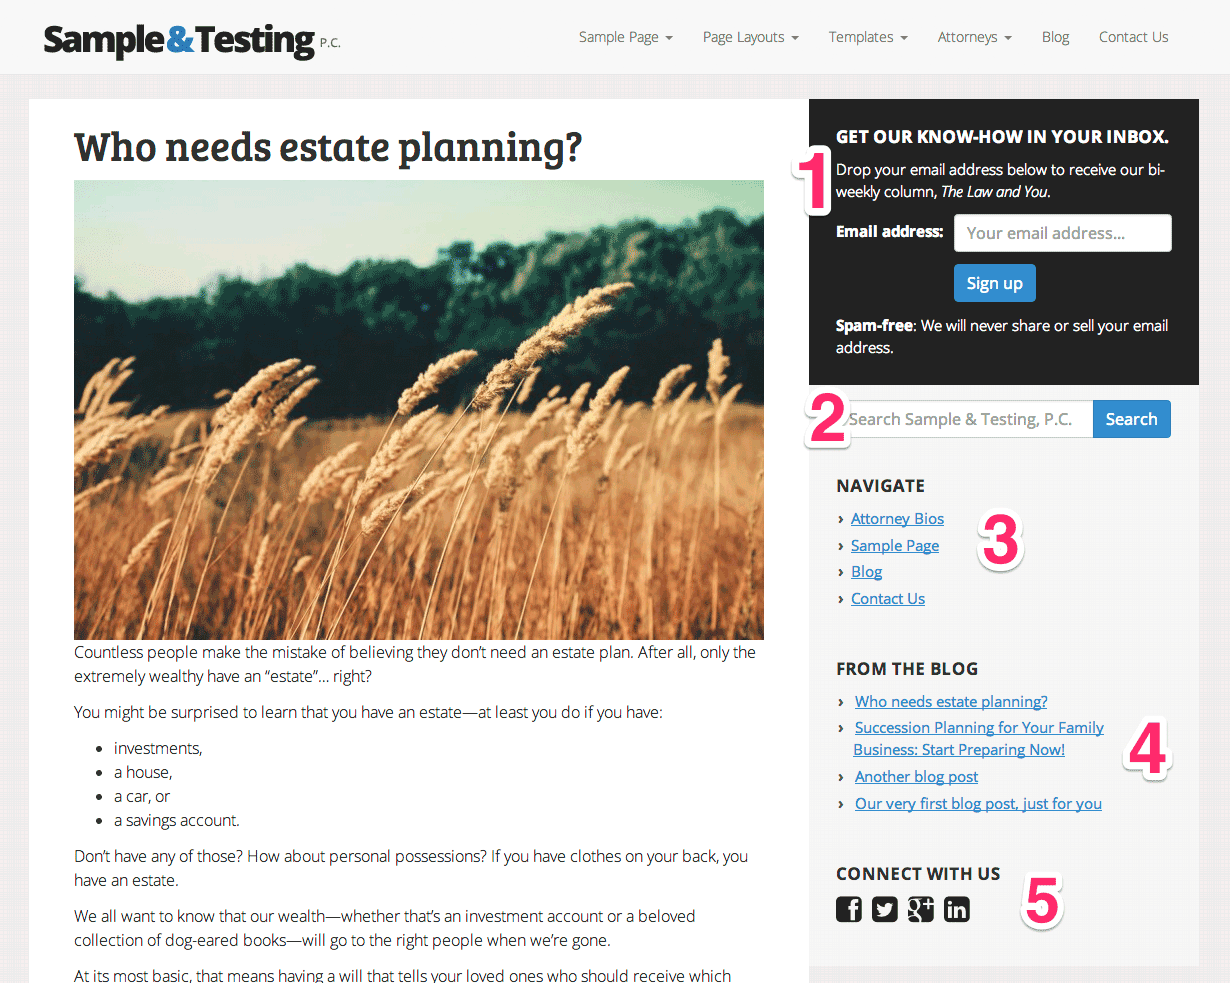 Sample&Testing P.C.
Sample Page
Page Layouts
Templates
Attorneys
Blog
Contact Us
Who needs estate planning?
Countless people make the mistake of believing they don’t need an estate plan. After all, only the
extremely wealthy have an “estate”… right?
You might be surprised to learn that you have an estate—at least you do if you have:
• investments,
• a house,
• a car, or
• a savings account.
Don’t have any of those? How about personal possessions? If you have clothes on your back, you
have an estate.
We all want to know that our wealth—whether that’s an investment account or a beloved
collection of dog-eared books—will go to the right people when we’re gone.
At its most basic, that means having a will that tells your loved ones who should receive which
1
GET OUR KNOW-HOW IN YOUR INBOX.
Drop your email address below to receive our bi-
weekly column, The Law and You.
Email address: Your email address...
Sign up
Spam-free: We will never share or sell your email
address.
2
Search Sample & Testing, P.C. Search
NAVIGATE
› Attorney Bios
› Sample Page
› Blog
› Contact Us
3
FROM THE BLOG
› Who needs estate planning?
› Succession Planning for Your Family
Business: Start Preparing Now!
› Another blog post
› Our very first blog post, just for you
4
CONNECT WITH US
f g+ in
5